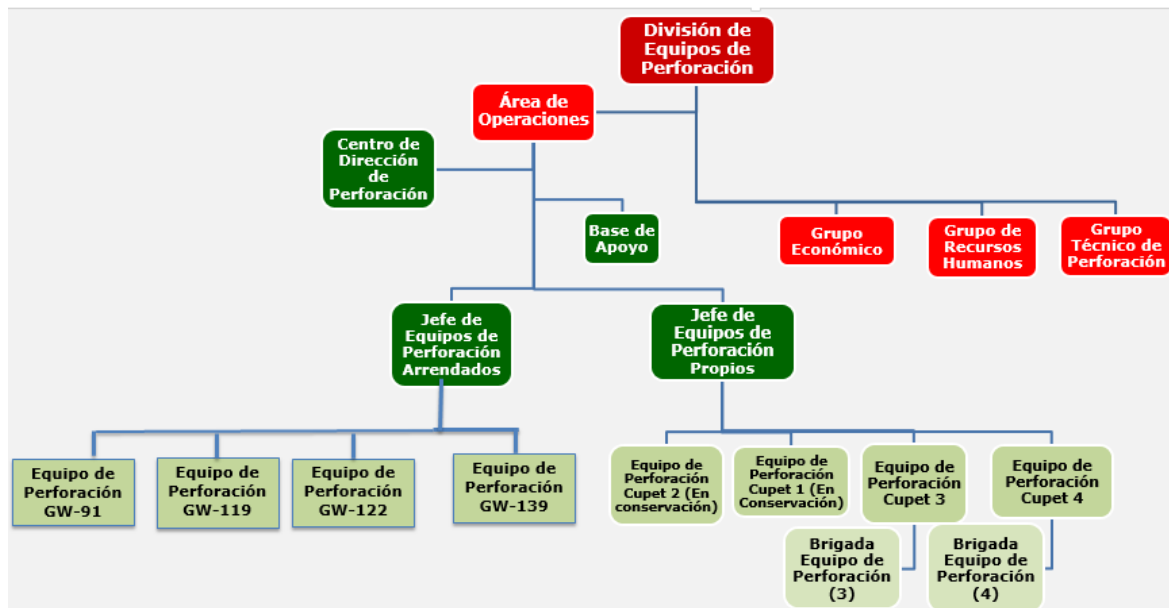 División de
Equipos de
Perforación
Área de
Operaciones
Centro de
Dirección
de
Perforación
Base de
Apoyo
Grupo
Económico
Grupo de
Recursos
Humanos
Grupo
Técnico de
Perforación
Jefe de
Equipos de
Perforación
Arrendados
Jefe de
Equipos de
Perforación
Propios
Equipo de
Perforación
GW-91
Equipo de
Perforación
GW-119
Equipo de
Perforación
GW-122
Equipo de
Perforación
GW-139
Equipo de
Perforación
Cupet 2 (En
conservación)
Equipo de
Perforación
Cupet 1 (En
Conservación)
Equipo de
Perforación
Cupet 3
Equipo de
Perforación
Cupet 4
Brigada
Equipo de
Perforación
(3)
Brigada
Equipo de
Perforación
(4)